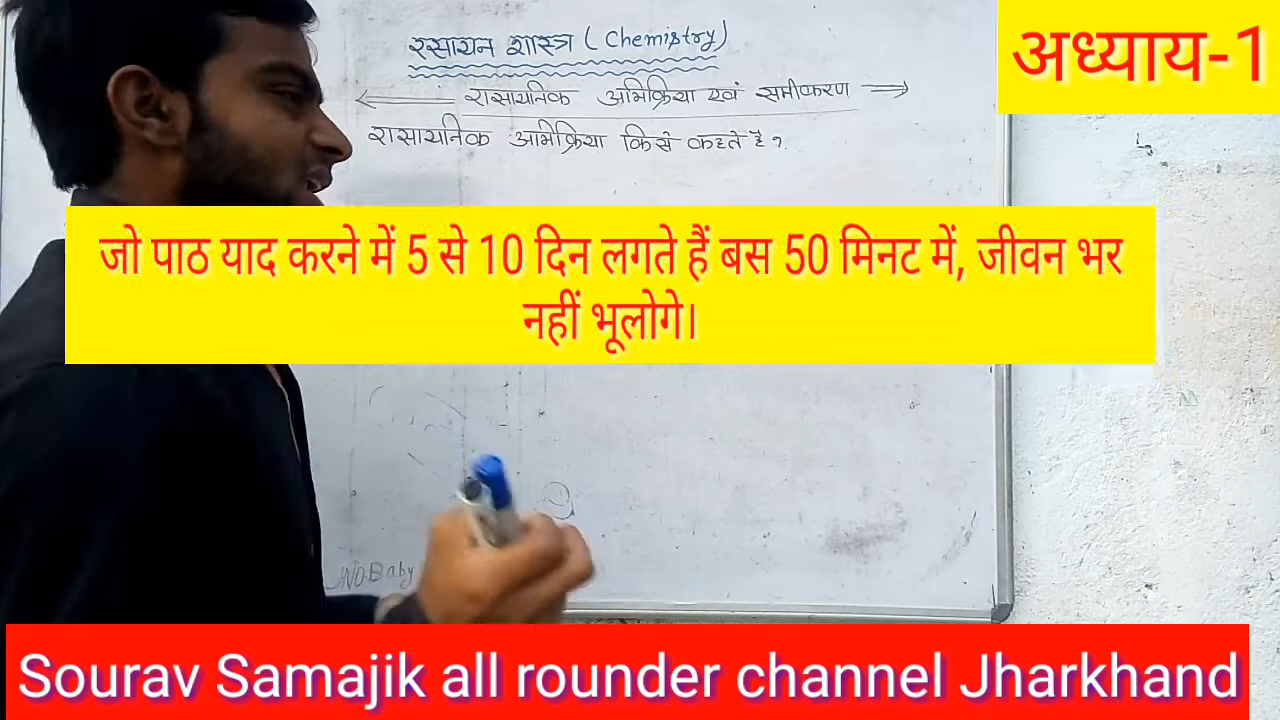 रसायन शास्त्र (Chemistry)
अध्याय-1
रासायनिक अभिक्रिया एवं समीकरण
रासायनिक अभिक्रिया किसे कहते है?
जो पाठ याद करने में 5 से 10 दिन लगते हैं बस 50 मिनट में, जीवन भर
नहीं भूलोगे।
Baby
Sourav Samajik all rounder channel Jharkhand